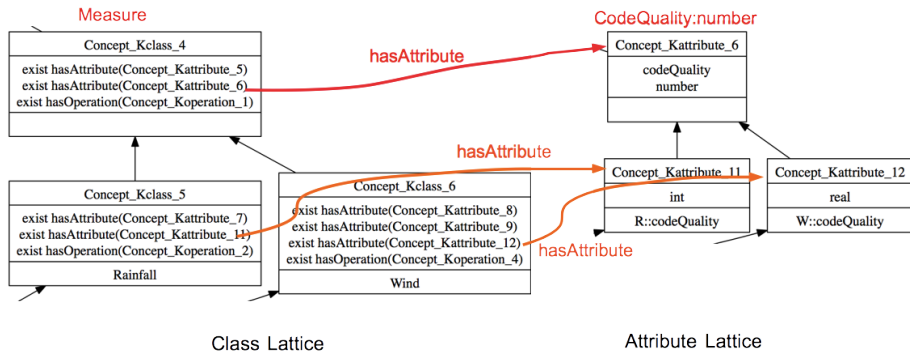 Measure
CodeQuality:number
Concept_Kclass_4
exist hasAttribute(Concept_Kattribute_5)
exist hasAttribute(Concept_Kattribute_6)
exist hasOperation(Concept_Koperation_1)
hasAttribute
Concept_Kattribute_6
codeQuality
number
Concept_Kclass_5
exist hasAttribute(Concept_Kattribute_7)
exist hasAttribute(Concept_Kattribute_11)
exist hasOperation(Concept_Koperation_2)
Rainfall
Concept_Kclass_6
exist hasAttribute(Concept_Kattribute_8)
exist hasAttribute(Concept_Kattribute_9)
exist hasAttribute(Concept_Kattribute_12)
exist hasOperation(Concept_Koperation_4)
Wind
hasAttribute
hasAttribute
Concept_Kattribute_11
int
R::codeQuality
Concept_Kattribute_12
real
W::codeQuality
Class Lattice
Attribute Lattice